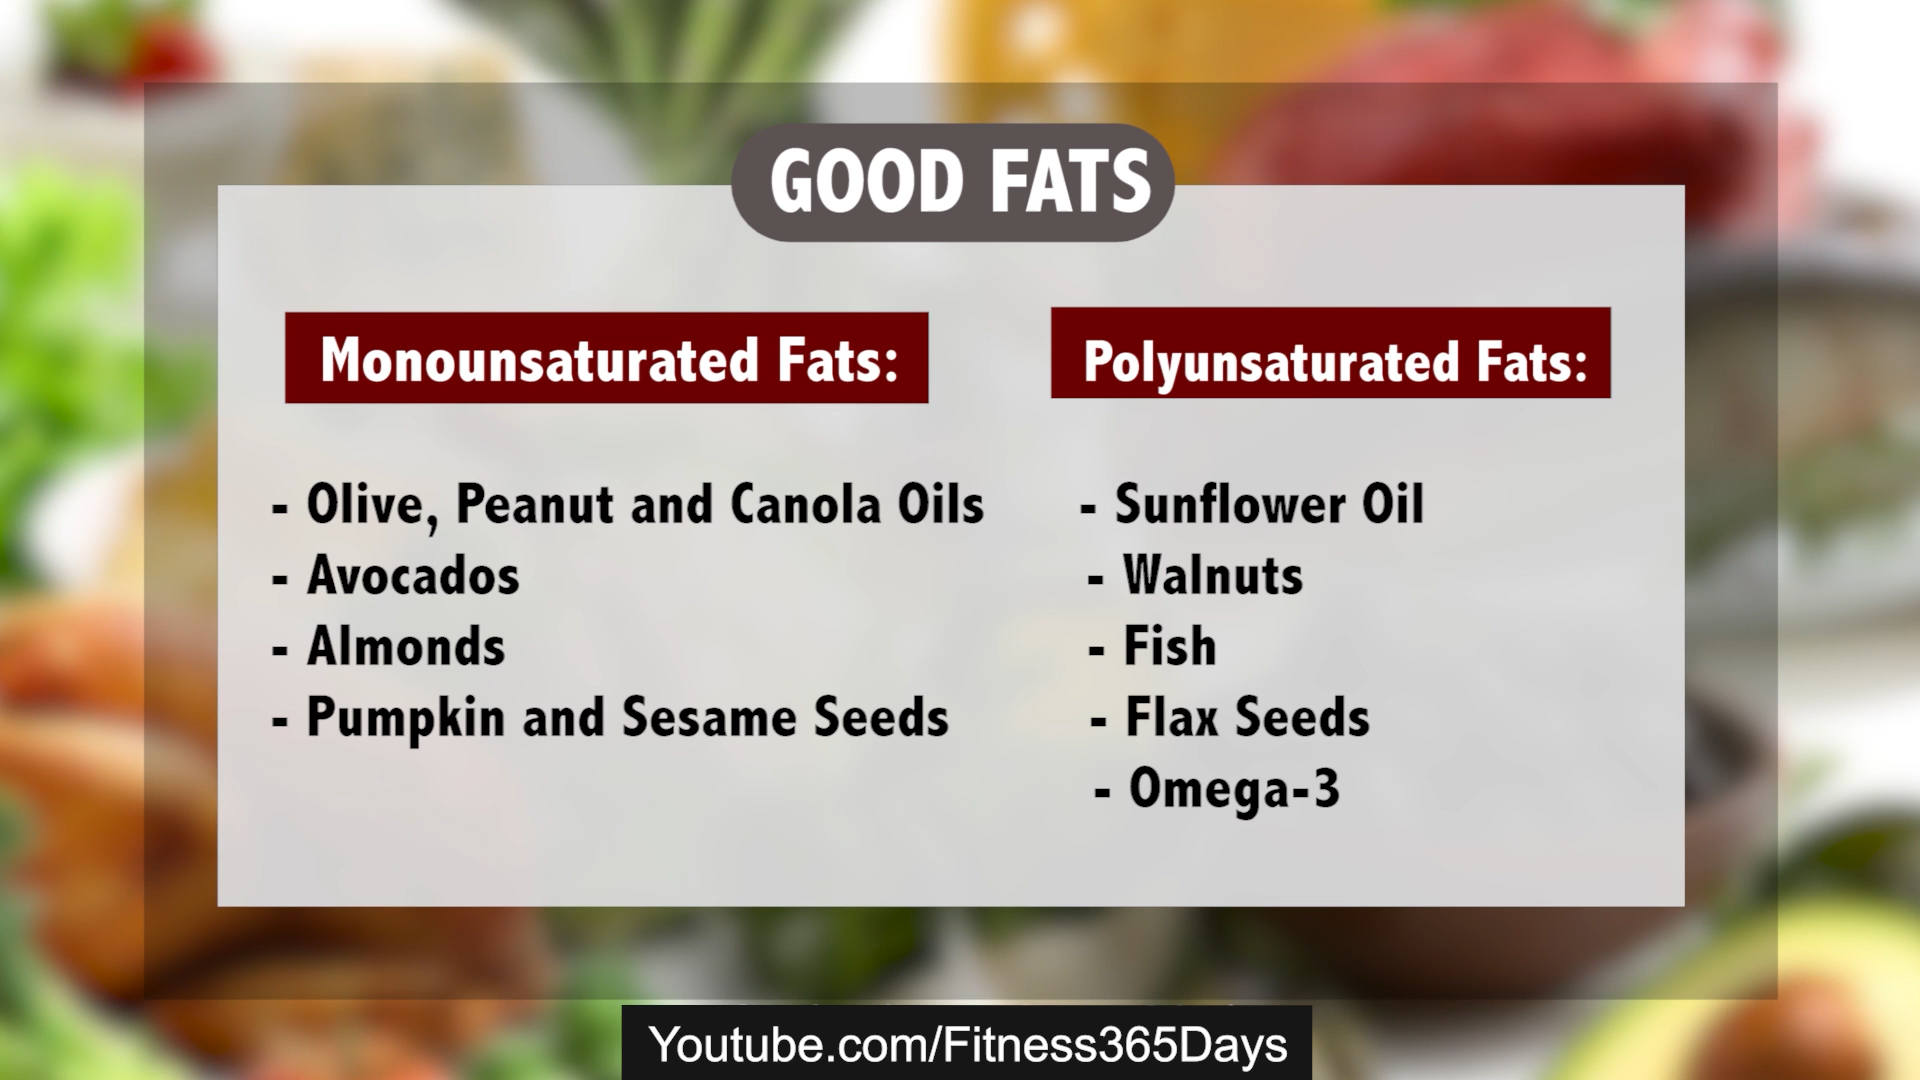 GOOD FATS
Monounsaturated Fats:
- Olive, Peanut and Canola Oils
- Avocados
- Almonds
- Pumpkin and Sesame Seeds
Polyunsaturated Fats:
- Sunflower Oil
- Walnuts
- Fish
- Flax Seeds
- Omega-3
Youtube.com/Fitness365Days